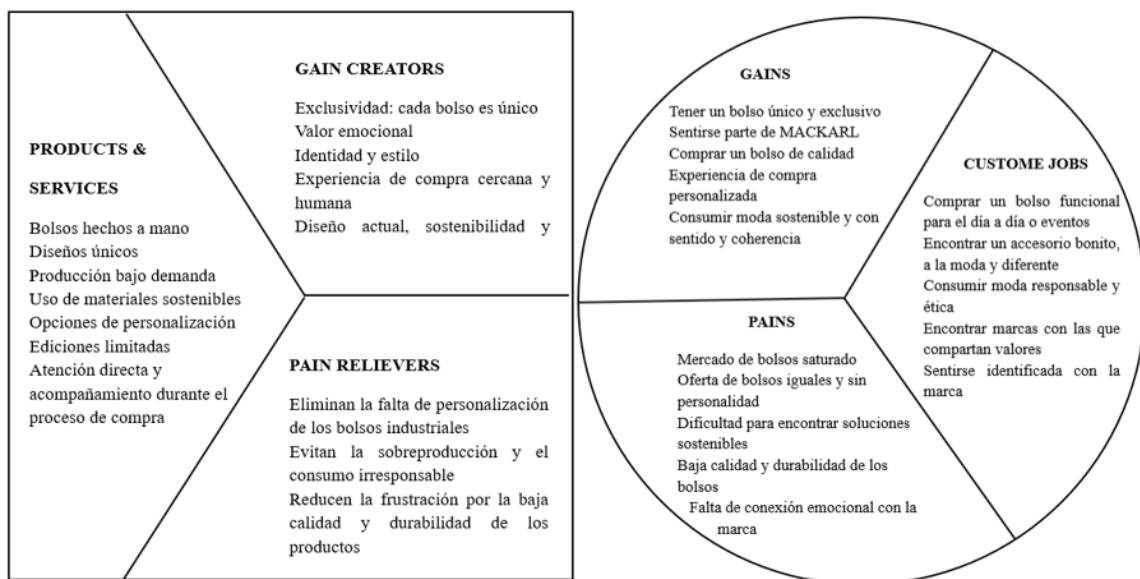 PRODUCTS &
SERVICES
Bolsos hechos a mano
Diseños únicos
Producción bajo demanda
Uso de materiales sostenibles
Opciones de personalización
Ediciones limitadas
Atención directa y
acompañamiento durante el
proceso de compra
GAIN CREATORS
Exclusividad: cada bolso es único
Valor emocional
Identidad y estilo
Experiencia de compra cercana y
humana
Diseño actual, sostenibilidad y
PAIN RELIEVERS
Eliminan la falta de personalización
de los bolsos industriales
Evitan la sobreproducción y el
consumo irresponsable
Reducen la frustración por la baja
calidad y durabilidad de los
productos
GAINS
Tener un bolso único y exclusivo
Sentirse parte de MACKARL
Comprar un bolso de calidad
Experiencia de compra
personalizada
Consumir moda sostenible y con
sentido y coherencia
PAINS
Mercado de bolsos saturado
Oferta de bolsos iguales y sin
personalidad
Dificultad para encontrar soluciones
sostenibles
Baja calidad y durabilidad de los
bolsos
Falta de conexión emocional con la
marca
CUSTOME JOBS
Comprar un bolso funcional
para el día a día o eventos
Encontrar un accesorio bonito,
a la moda y diferente
Consumir moda responsable y
ética
Encontrar marcas con las que
compartan valores
Sentirse identificada con la
marca